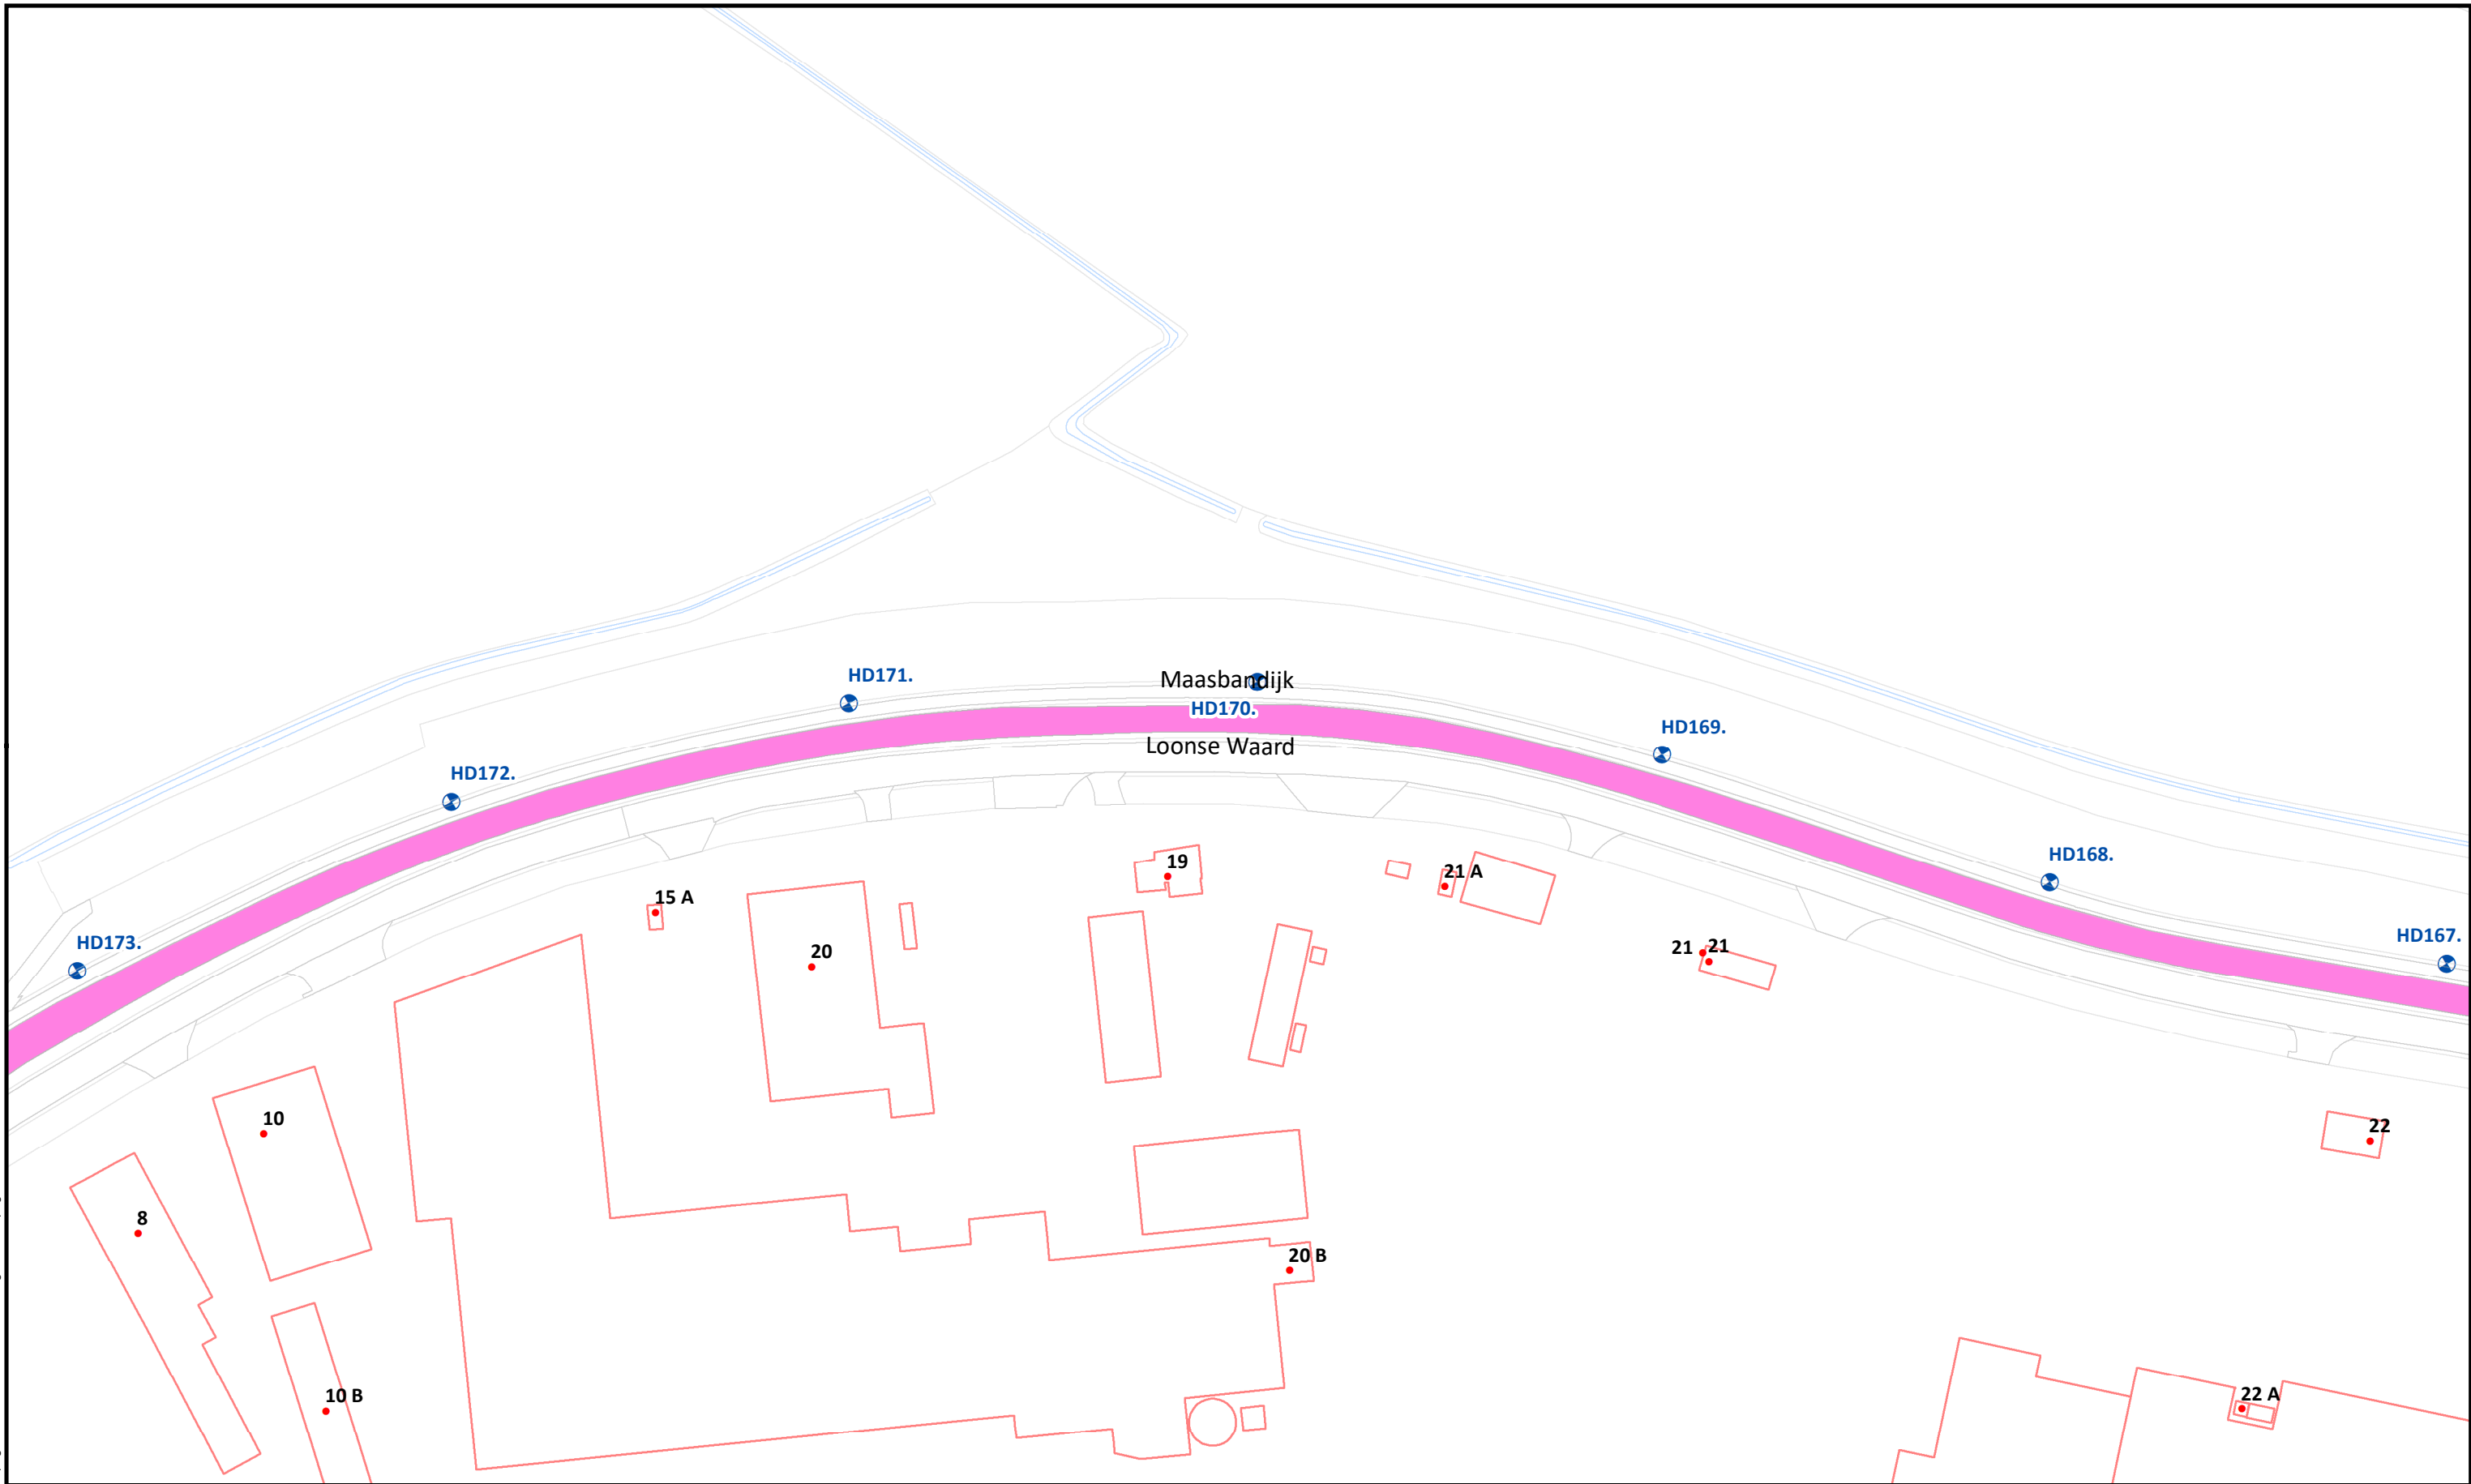 HD171.
Maasbandijk
HD170.
HD169.
Loonse Waard
HD172.
HD168.
19
21 A
15 A
HD173.
20
21
21
HD167.
10
22
8
20 B
10 B
22 A